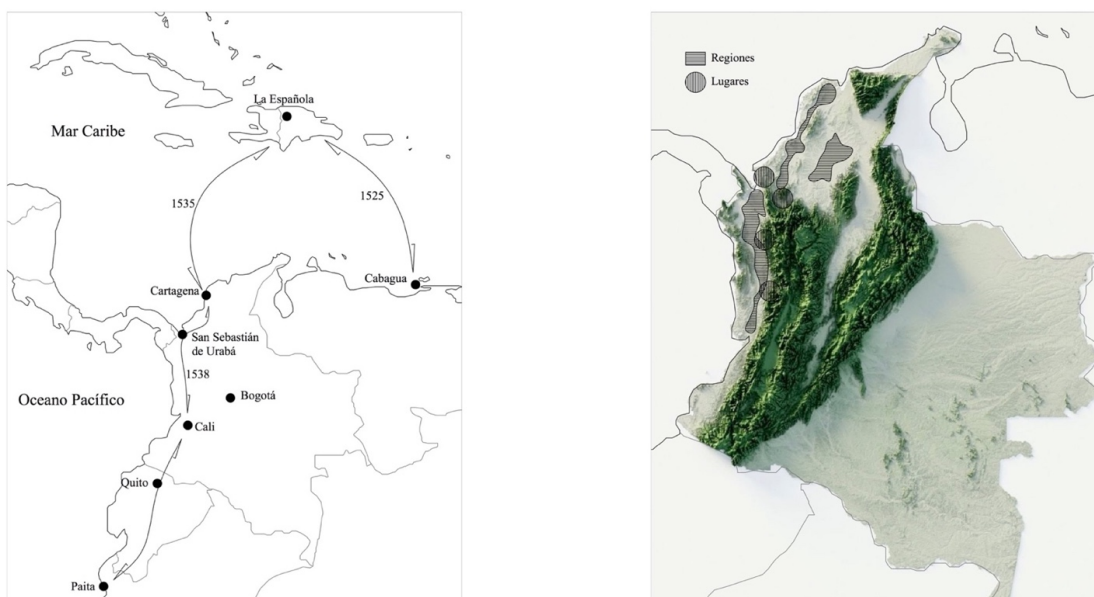 La Española
Mar Caribe
1535
1525
Cabagua
Cartagena
San Sebastián
de Urabá
1538
Bogotá
Oceano Pacífico
Cali
Quito
Paita
Regiones
Lugares